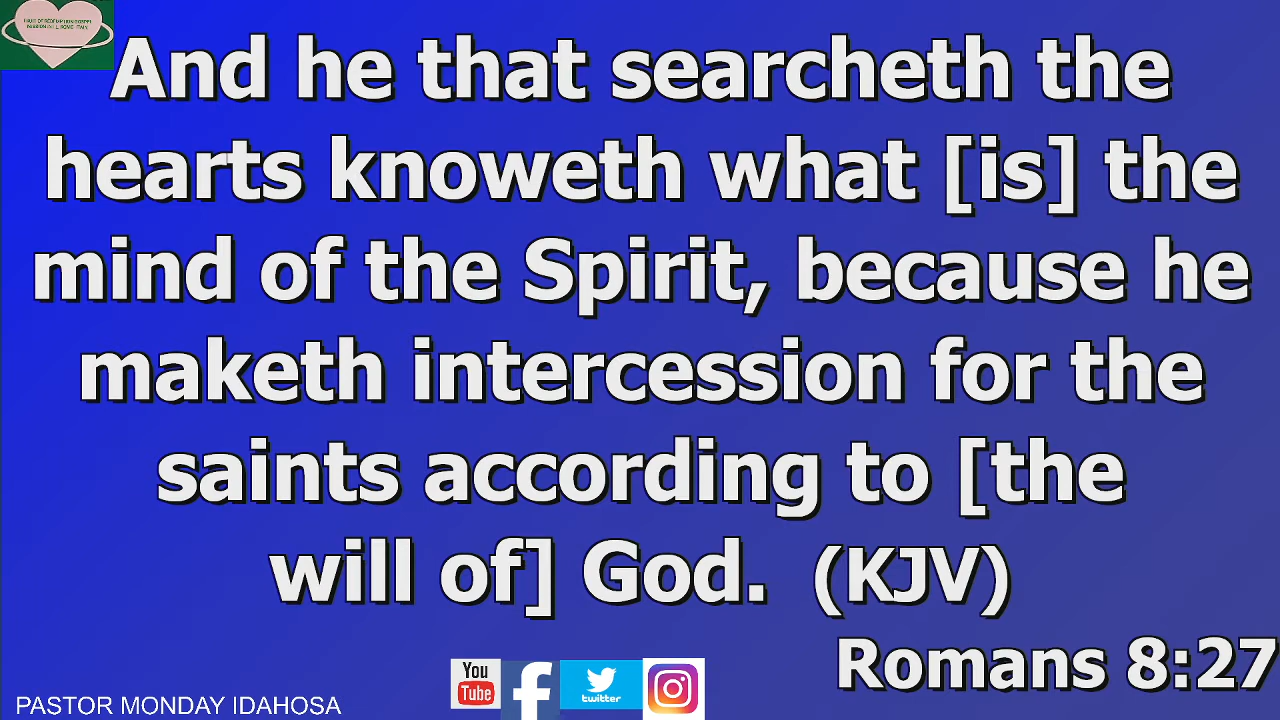 And he that searcheth the
hearts knoweth what [is] the
mind of the Spirit, because he
maketh intercession for the
saints according to [the
will of] God. (KJV)
Romans 8:27
You
Tube
twitter
PASTOR MONDAY IDAHOSA